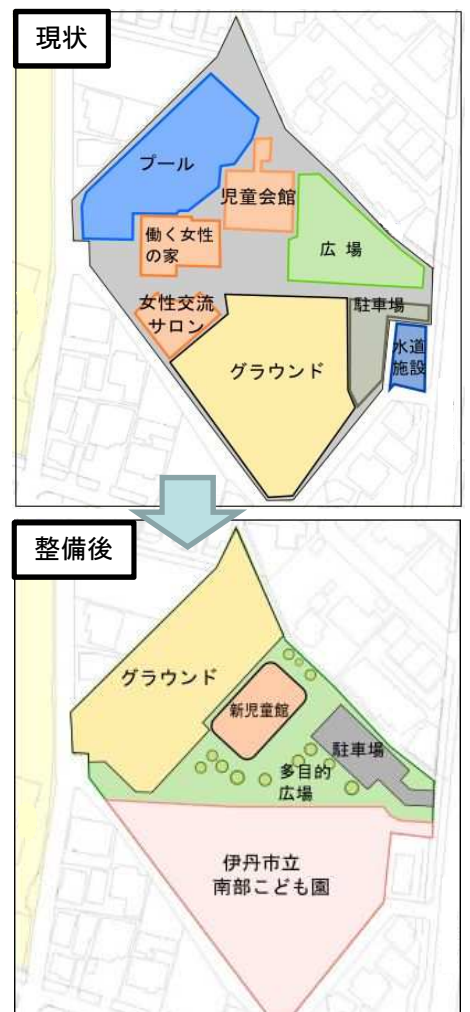 現状
プール
児童会館
働く女性
の家
広 場
女性交流
サロン
駐車場
水道
施設
グラウンド
整備後
グラウンド
新児童館
駐車場
多目的
広場
伊丹市立
南部こども園